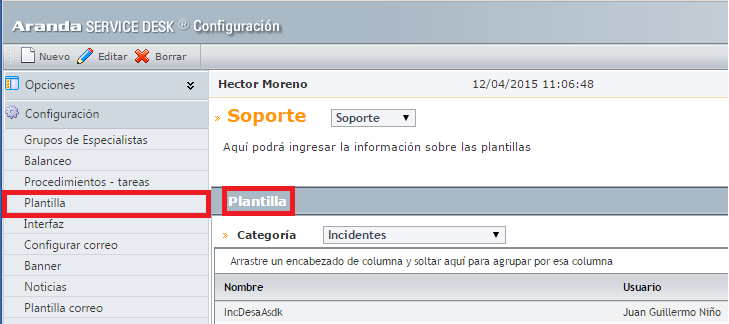 Aranda SERVICE DESK ® Configuración
Nuevo Editar Borrar
Opciones
Configuración
Grupos de Especialistas
Balanceo
Procedimientos - tareas
Plantilla
Interfaz
Configurar correo
Banner
Noticias
Plantilla correo
Hector Moreno 12/04/2015 11:06:48
» Soporte Soporte
Aquí podrá ingresar la información sobre las plantillas
Plantilla
» Categoría Incidentes
Arrastre un encabezado de columna y soltar aquí para agrupar por esa columna
Nombre Usuario
IncDesaAsdk Juan Guillermo Niño